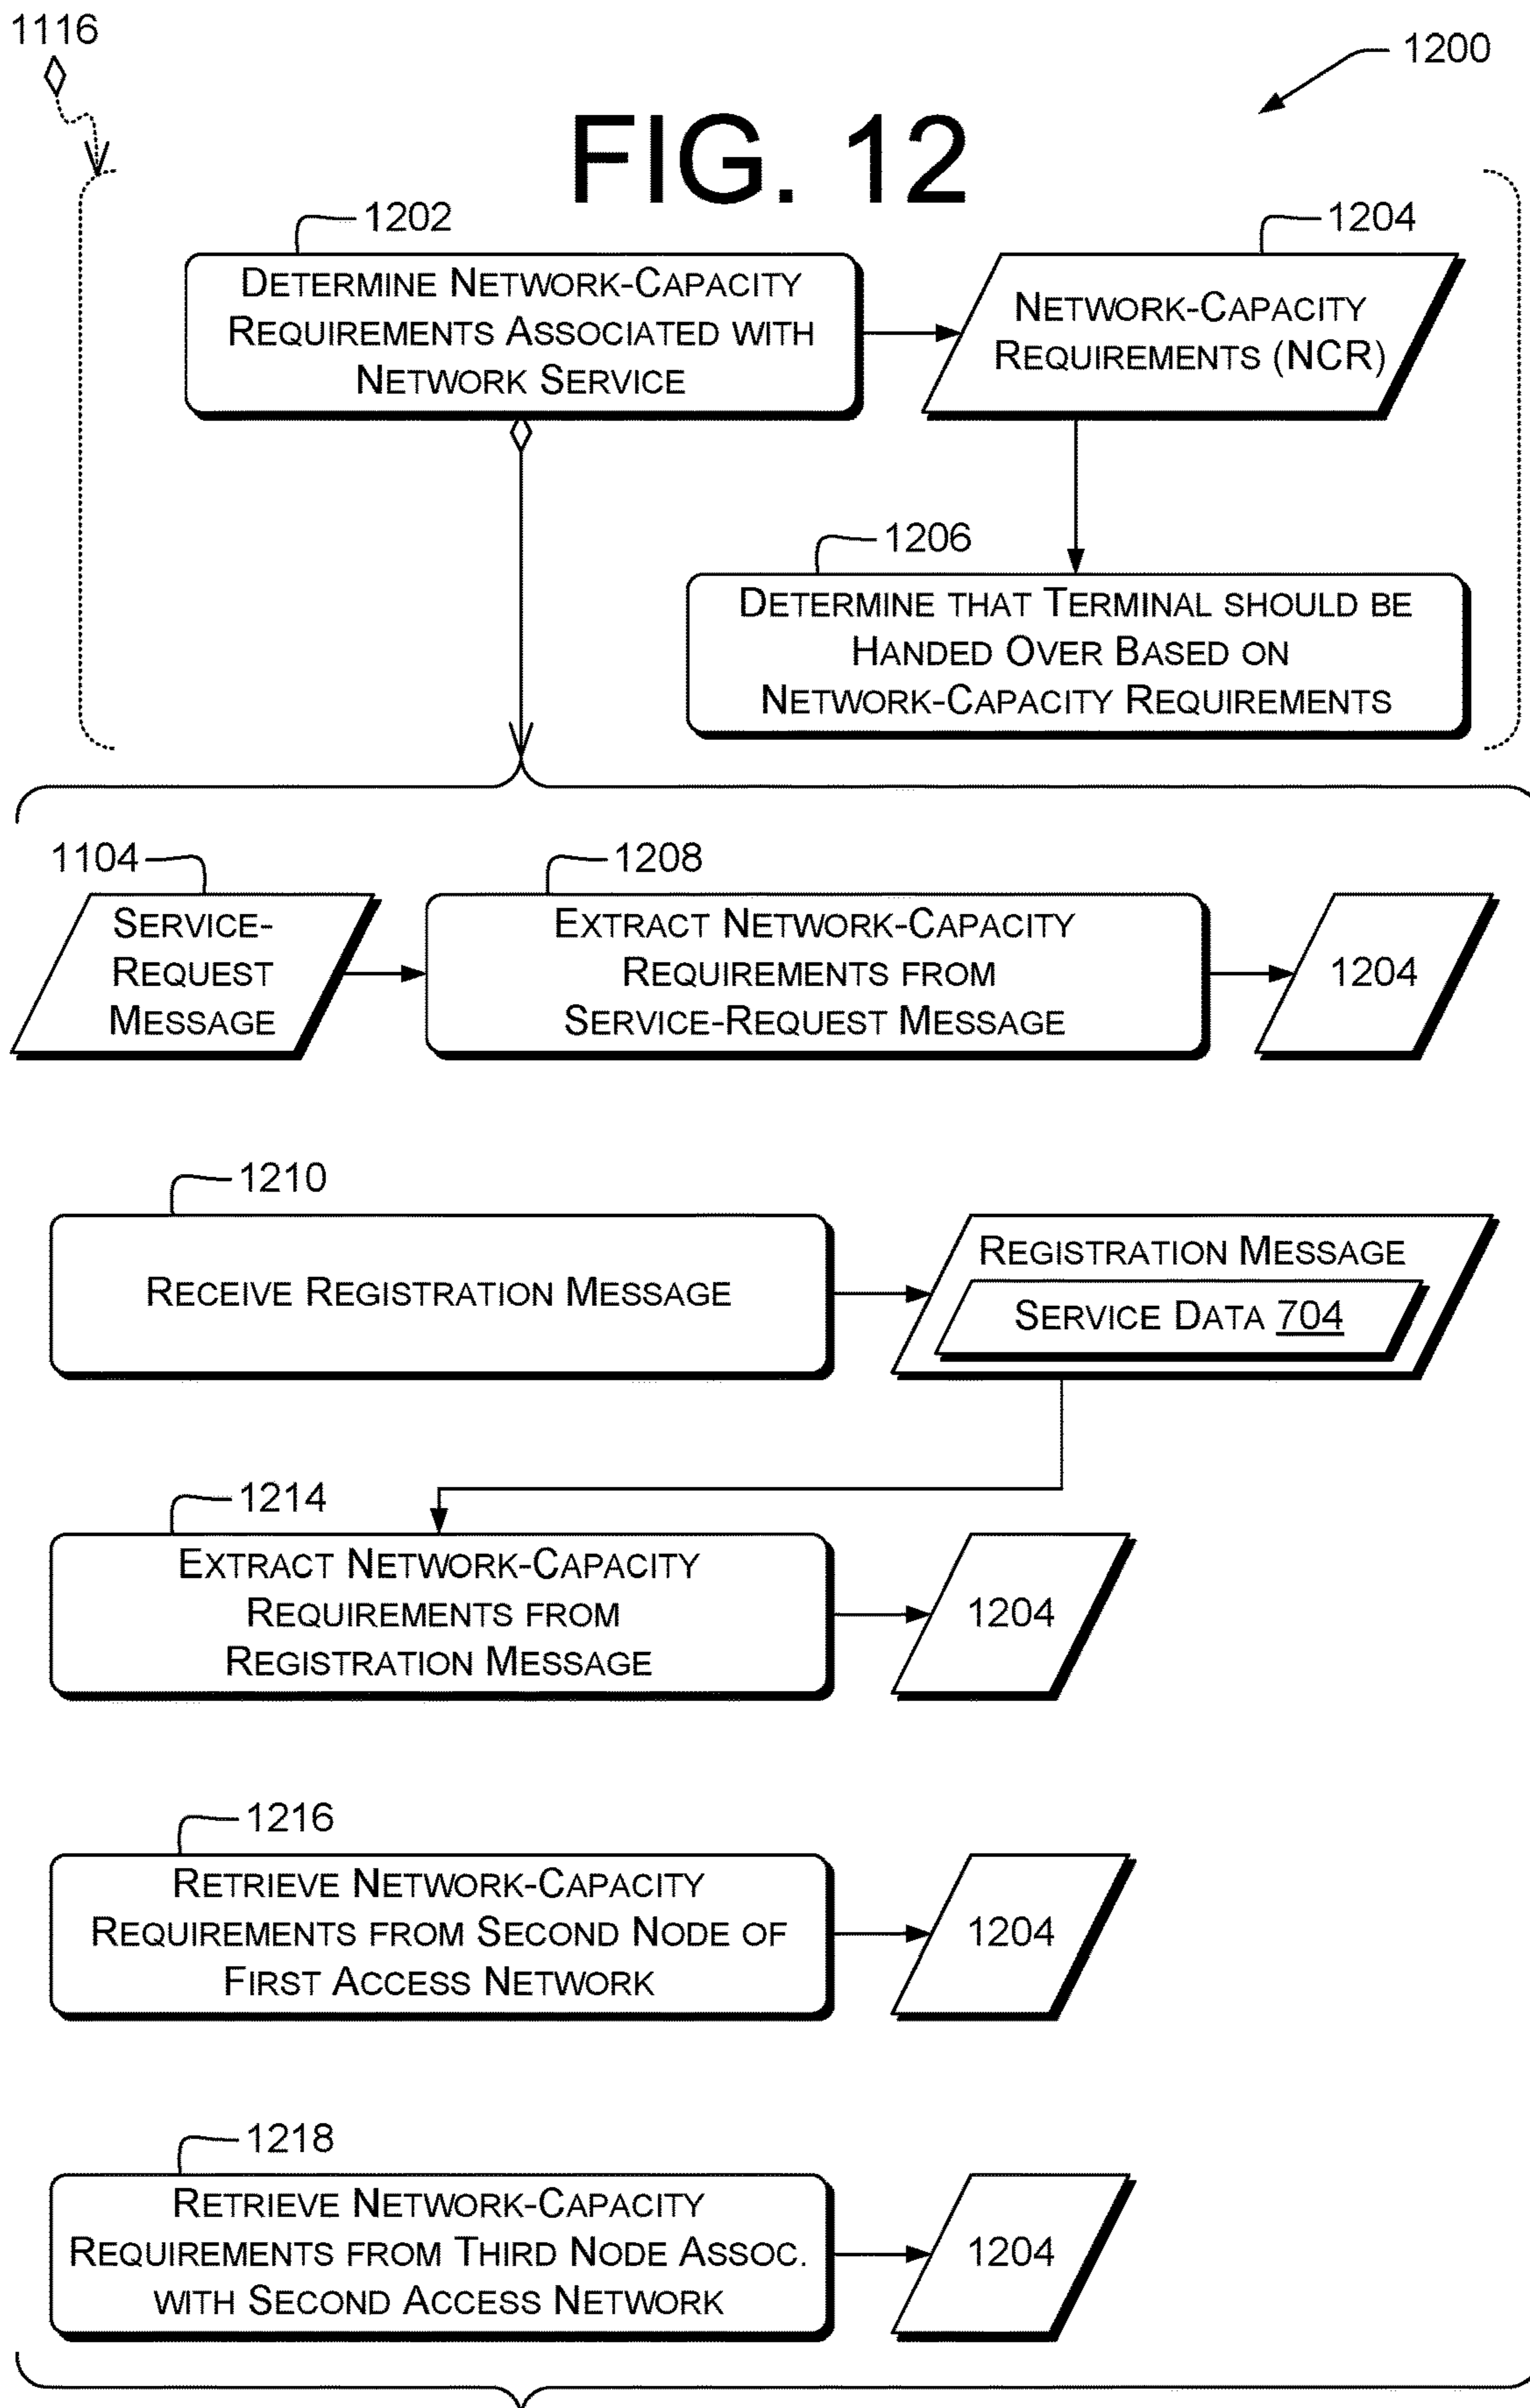 1116
1200
FIG. 12
1202
1204
DETERMINE NETWORK-CAPACITY
REQUIREMENTS ASSOCIATED WITH
NETWORK SERVICE
NETWORK-CAPACITY
REQUIREMENTS (NCR)
1206
DETERMINE THAT TERMINAL SHOULD BE
HANDED OVER BASED ON
NETWORK-CAPACITY REQUIREMENTS
1104
1208
SERVICE-
REQUEST
MESSAGE
EXTRACT NETWORK-CAPACITY
REQUIREMENTS FROM
SERVICE-REQUEST MESSAGE
1204
1210
RECEIVE REGISTRATION MESSAGE
REGISTRATION MESSAGE
SERVICE DATA 704
1214
EXTRACT NETWORK-CAPACITY
REQUIREMENTS FROM
REGISTRATION MESSAGE
1204
1216
RETRIEVE NETWORK-CAPACITY
REQUIREMENTS FROM SECOND NODE OF
FIRST ACCESS NETWORK
1204
1218
RETRIEVE NETWORK-CAPACITY
REQUIREMENTS FROM THIRD NODE ASSOC.
WITH SECOND ACCESS NETWORK
1204